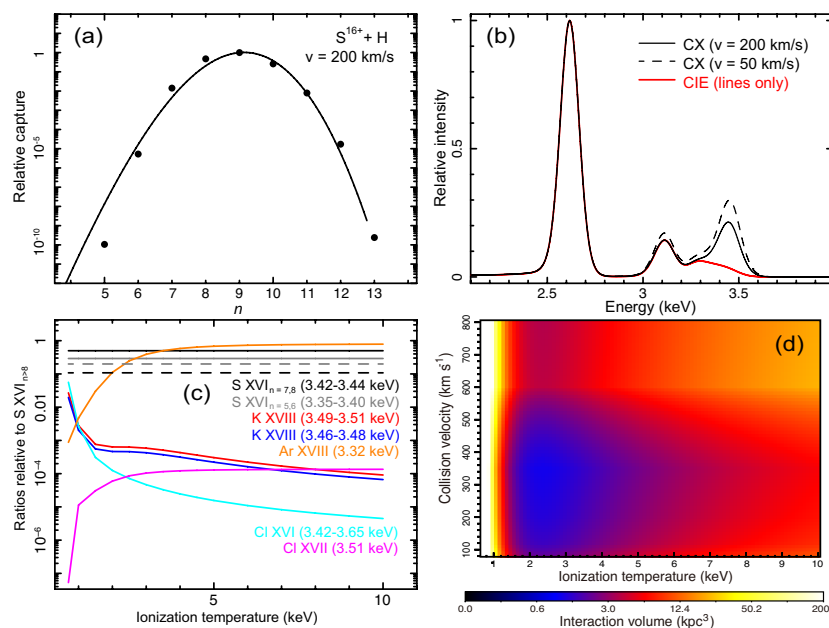 (a)
S16+ + H
v = 200 km/s
Relative capture
1
10-5
10-10
5 6 7 8 9 10 11 12 13
n
(b)
CX (v = 200 km/s)
CX (v = 50 km/s)
CIE (lines only)
Relative intensity
1
0.5
0
2.5 3 3.5
Energy (keV)
(c)
S XVI n = 7,8 (3.42-3.44 keV)
S XVI n = 5,6 (3.35-3.40 keV)
K XVIII (3.49-3.51 keV)
K XVIII (3.46-3.48 keV)
Ar XVIII (3.32 keV)
Cl XVI (3.42-3.65 keV)
Cl XVII (3.51 keV)
Ratios relative to S XVI n>8
1
0.01
10-4
10-6
5 10
Ionization temperature (keV)
(d)
Collision velocity (km s-1)
800
700
600
500
400
300
200
100
1 2 3 4 5 6 7 8 9 10
Ionization temperature (keV)
0.0 0.6 3.0 12.4 50.2 200
Interaction volume (kpc3)